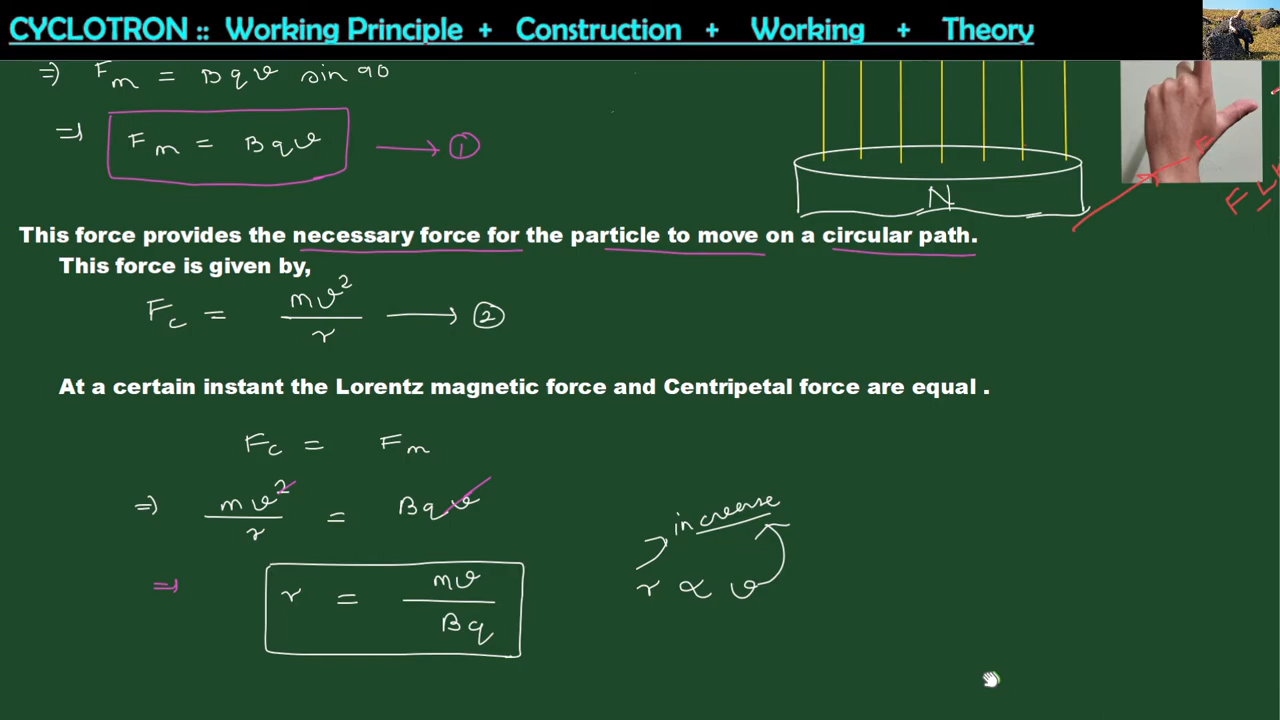 CYCLOTRON :: Working Principle + Construction + Working + Theory
⇒ Fm = Bqv sin 90
⇒ Fm = Bqv → ①
N
F
This force provides the necessary force for the particle to move on a circular path.
This force is given by,
Fc = mv²/r → ②
At a certain instant the Lorentz magnetic force and Centripetal force are equal .
Fc = Fm
⇒ mv²/r = Bqv
increase
⇒ r = mv/Bq
r ∝ v